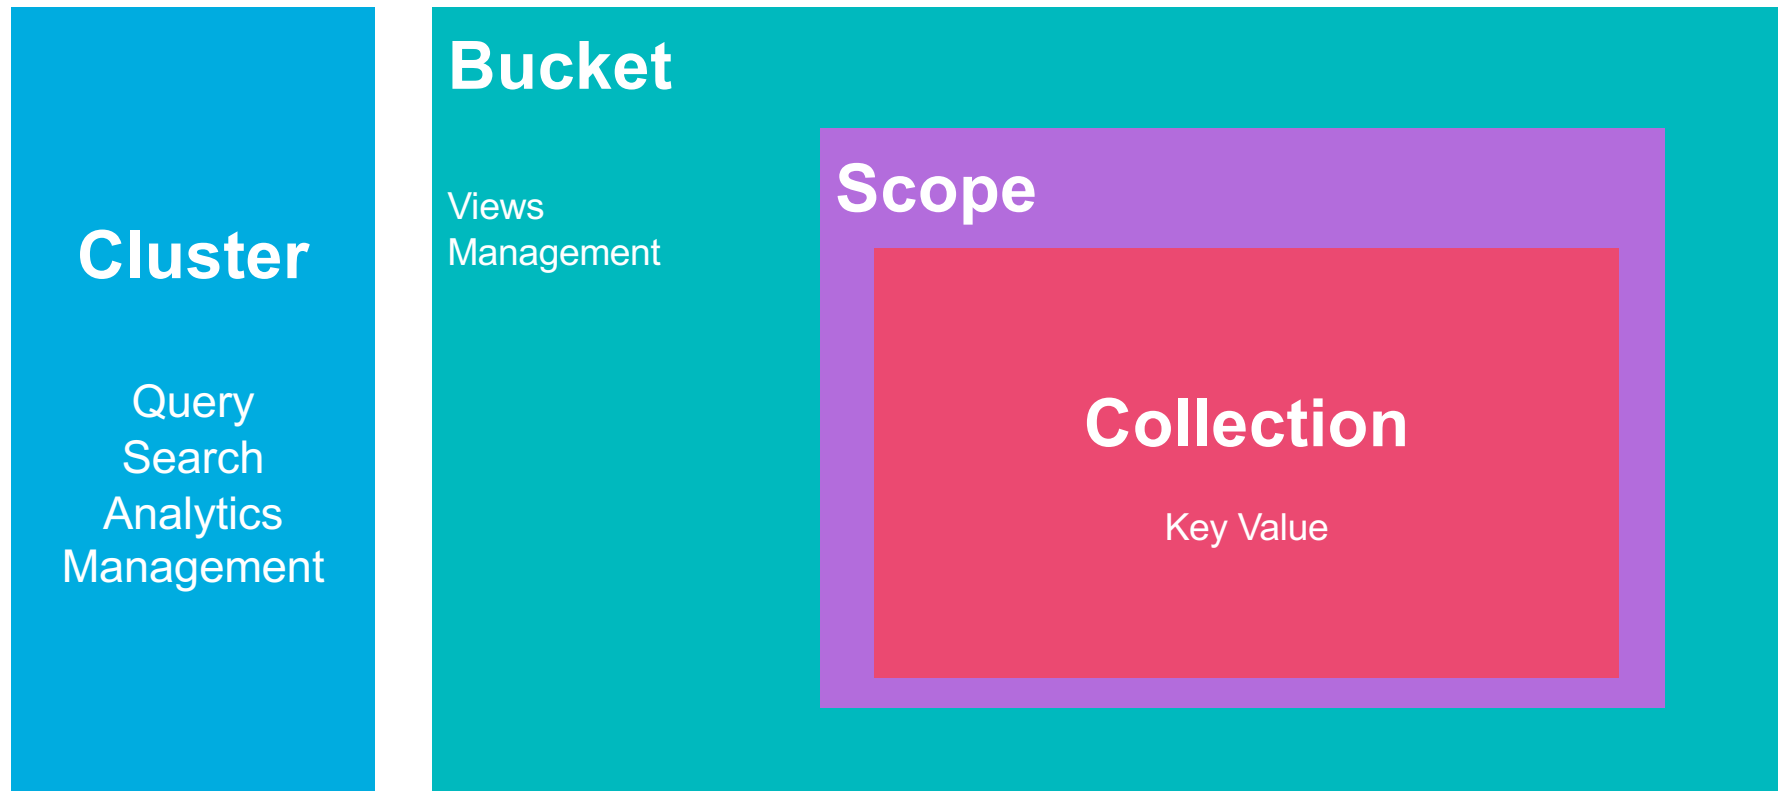 Cluster
Query
Search
Analytics
Management
Bucket
Views
Management
Scope
Collection
Key Value